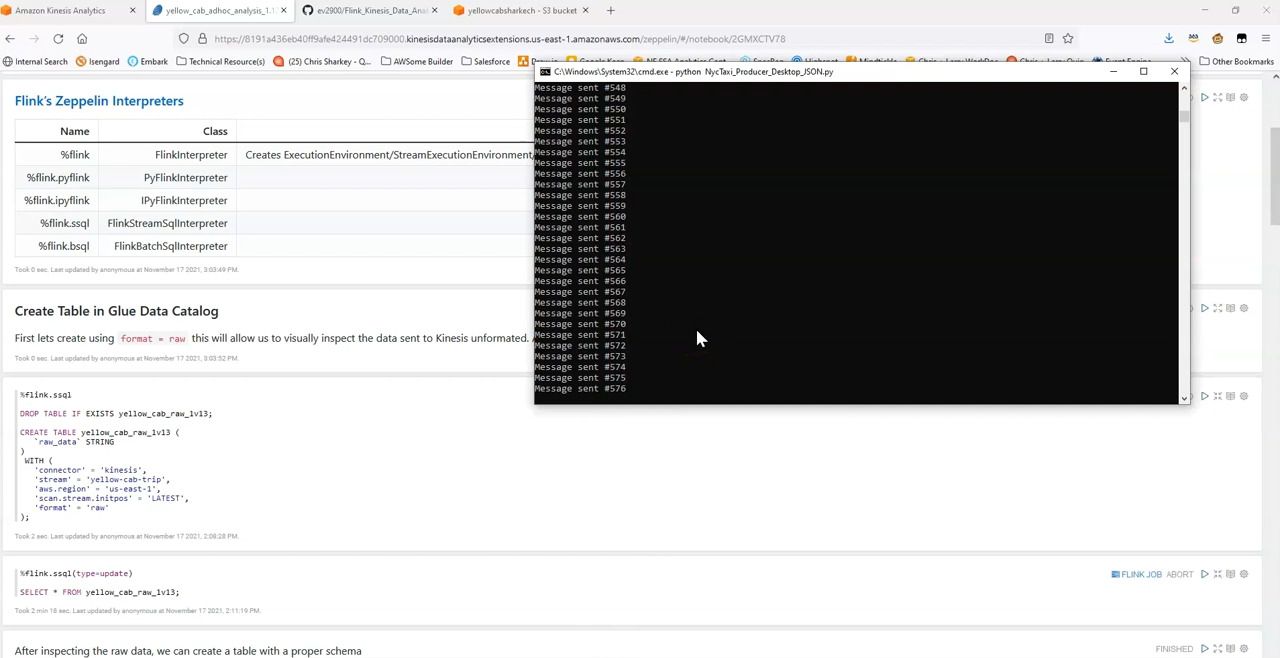 Amazon Kinesis Analytics
yellow_cab_adhoc_analysis_1.1
ev2900/Flink_Kinesis_Data_Ana
yellowcabsharkech - S3 bucket
https://8191a436eb40ff9afe424491dc709000.kinesisdataanalyticsextensions.us-east-1.amazonaws.com/zeppelin/#/notebook/2GMXCTV78
Internal Search
Isengard
Embark
Technical Resource(s)
(25) Chris Sharkey - Q...
AWSome Builder
Salesforce
Other Bookmarks
C:\Windows\System32\cmd.exe - python NycTaxi_Producer_Desktop_JSON.py
Message sent #548
Message sent #549
Message sent #550
Message sent #551
Message sent #552
Message sent #553
Message sent #554
Message sent #555
Message sent #556
Message sent #557
Message sent #558
Message sent #559
Message sent #560
Message sent #561
Message sent #562
Message sent #563
Message sent #564
Message sent #565
Message sent #566
Message sent #567
Message sent #568
Message sent #569
Message sent #570
Message sent #571
Message sent #572
Message sent #573
Message sent #574
Message sent #575
Message sent #576
Flink's Zeppelin Interpreters
Name Class
%flink FlinkInterpreter Creates ExecutionEnvironment/StreamExecutionEnvironment
%flink.pyflink PyFlinkInterpreter
%flink.ipyflink IPyFlinkInterpreter
%flink.ssql FlinkStreamSqlInterpreter
%flink.bsql FlinkBatchSqlInterpreter
Took 0 sec. Last updated by anonymous at November 17 2021, 3:03:49 PM.
Create Table in Glue Data Catalog
First lets create using format = raw this will allow us to visually inspect the data sent to Kinesis unformated.
Took 0 sec. Last updated by anonymous at November 17 2021, 3:03:52 PM.
%flink.ssql
DROP TABLE IF EXISTS yellow_cab_raw_1v13;
CREATE TABLE yellow_cab_raw_1v13 (
`raw_data` STRING
)
WITH (
'connector' = 'kinesis',
'stream' = 'yellow-cab-trip',
'aws.region' = 'us-east-1',
'scan.stream.initpos' = 'LATEST',
'format' = 'raw'
);
Took 2 sec. Last updated by anonymous at November 17 2021, 2:08:28 PM.
%flink.ssql(type=update)
FLINK JOB ABORT
SELECT * FROM yellow_cab_raw_1v13;
Took 2 min 16 sec. Last updated by anonymous at November 17 2021, 2:11:19 PM.
After inspecting the raw data, we can create a table with a proper schema
FINISHED